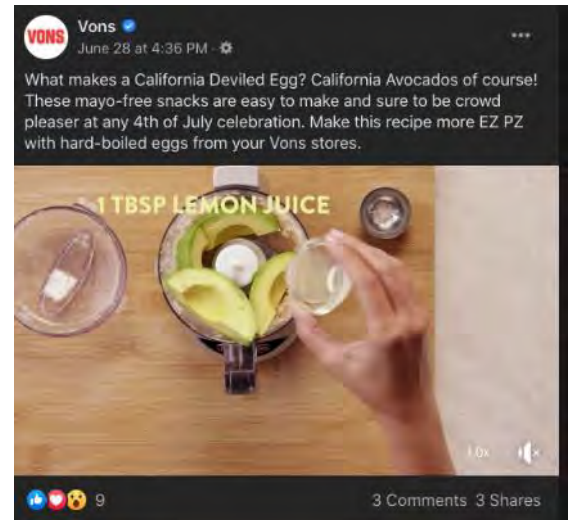 VONS
Vons
June 28 at 4:36 PM ·
What makes a California Deviled Egg? California Avocados of course!
These mayo-free snacks are easy to make and sure to be crowd
pleaser at any 4th of July celebration. Make this recipe more EZ PZ
with hard-boiled eggs from your Vons stores.
1 TBSP LEMON JUICE
1.0x
9
3 Comments 3 Shares